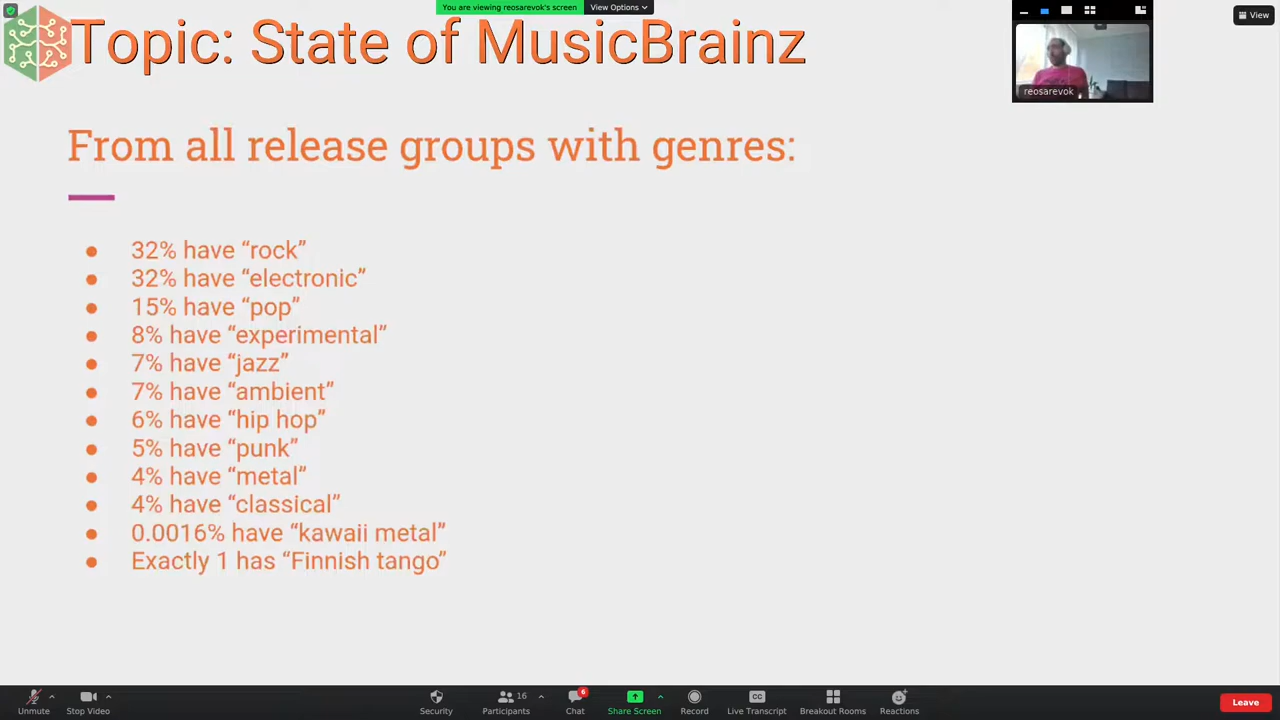 You are viewing reosarevok's screen
View Options
View
Topic: State of MusicBrainz
reosarevok
From all release groups with genres:
● 32% have “rock”
● 32% have “electronic”
● 15% have “pop”
● 8% have “experimental”
● 7% have “jazz”
● 7% have “ambient”
● 6% have “hip hop”
● 5% have “punk”
● 4% have “metal”
● 4% have “classical”
● 0.0016% have “kawaii metal”
● Exactly 1 has “Finnish tango”
Unmute
Stop Video
Security
Participants
16
Chat
6
Share Screen
Record
CC
Live Transcript
Breakout Rooms
Reactions
Leave